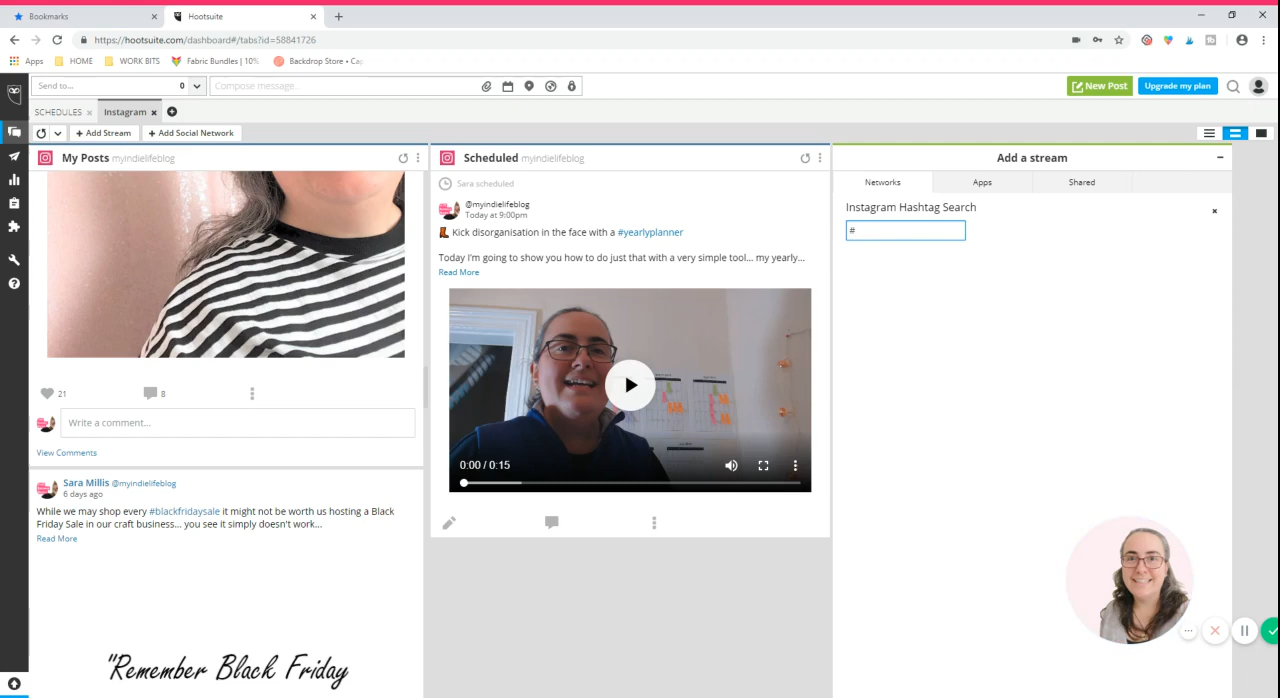 Bookmarks
Hootsuite
https://hootsuite.com/dashboard#/tabs?id=58841726
Apps
HOME
WORK BITS
Fabric Bundles | 10%
Backdrop Store • Ca
Send to...
0
Compose message...
New Post
Upgrade my plan
SCHEDULES
Instagram
+ Add Stream
+ Add Social Network
My Posts myindielifeblog
21
8
Write a comment...
View Comments
Sara Millis @myindielifeblog
6 days ago
While we may shop every #blackfridaysale it might not be worth us hosting a Black
Friday Sale in our craft business... you see it simply doesn't work...
Read More
"Remember Black Friday
Scheduled myindielifeblog
Sara scheduled
@myindielifeblog
Today at 9:00pm
Kick disorganisation in the face with a #yearlyplanner
Today I'm going to show you how to do just that with a very simple tool... my yearly...
Read More
0:00 / 0:15
Add a stream
Networks
Apps
Shared
Instagram Hashtag Search
#